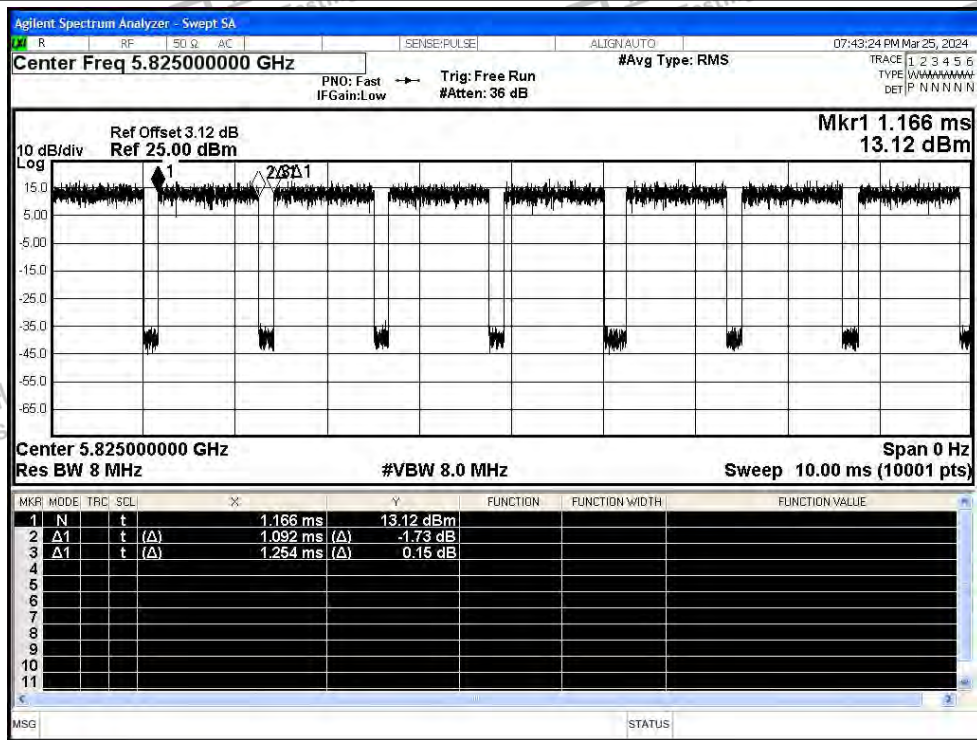 Agilent Spectrum Analyzer - Swept SA
R RF 50 Ω AC SENSE:PULSE ALIGN AUTO 07:43:24 PM Mar 25, 2024
Center Freq 5.825000000 GHz #Avg Type: RMS TRACE 1 2 3 4 5 6
PNO: Fast Trig: Free Run TYPE WWWWWW
IFGain:Low #Atten: 36 dB DET P N N N N N
Mkr1 1.166 ms
Ref Offset 3.12 dB
10 dB/div Ref 25.00 dBm 13.12 dBm
Log
1 2Δ1 3Δ1
15.0
5.00
-5.00
-15.0
-25.0
-35.0
-45.0
-55.0
-65.0
Center 5.825000000 GHz Span 0 Hz
Res BW 8 MHz #VBW 8.0 MHz Sweep 10.00 ms (10001 pts)
MKR MODE TRC SCL X Y FUNCTION FUNCTION WIDTH FUNCTION VALUE
1 N t 1.166 ms 13.12 dBm
2 Δ1 t (Δ) 1.092 ms (Δ) -1.73 dB
3 Δ1 t (Δ) 1.254 ms (Δ) 0.15 dB
4
5
6
7
8
9
10
11
MSG STATUS